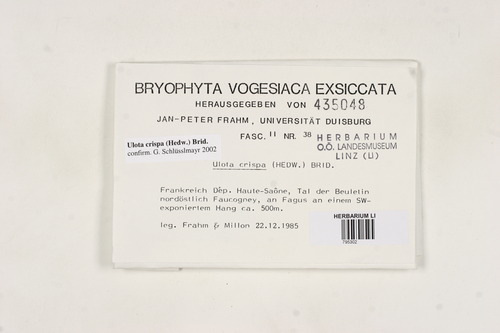 BRYOPHYTA VOGESIACA EXSICCATA
HERAUSGEGEBEN VON 435048
JAN-PETER FRAHM, UNIVERSITÄT DUISBURG
FASC. II NR. 38
HERBARIUM
O.Ö. LANDESMUSEUM
LINZ (LI)
Ulota crispa (Hedw.) Brid.
confirm. G. Schlüsslmayr 2002
Ulota crispa (HEDW.) BRID.
Frankreich Dép. Haute-Saône, Tal der Beuletin
nordöstlich Faucogney, an Fagus an einem SW-
exponiertem Hang ca. 500m.
leg. Frahm & Millon 22.12.1985
HERBARIUM LI
795002